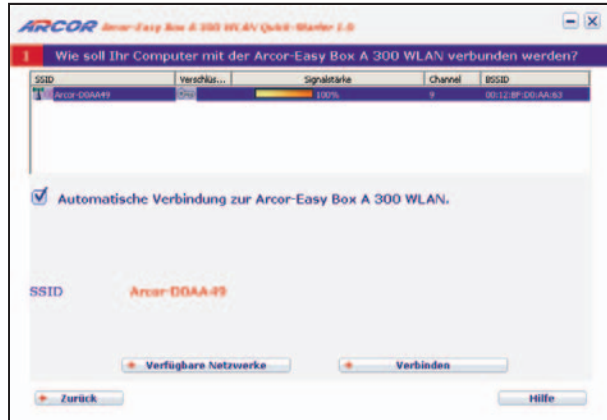 ARCOR Arcor-Easy Box A 300 WLAN Quick-Starter 1.0
1 Wie soll Ihr Computer mit der Arcor-Easy Box A 300 WLAN verbunden werden?
SSID Verschlüs... Signalstärke Channel BSSID
Arcor-D0AA49 100% 9 00:12:BF:D0:AA:63
Automatische Verbindung zur Arcor-Easy Box A 300 WLAN.
SSID Arcor-D0AA49
Verfügbare Netzwerke Verbinden
Zurück Hilfe